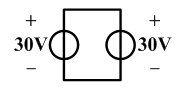 + +
30V 30V
− −